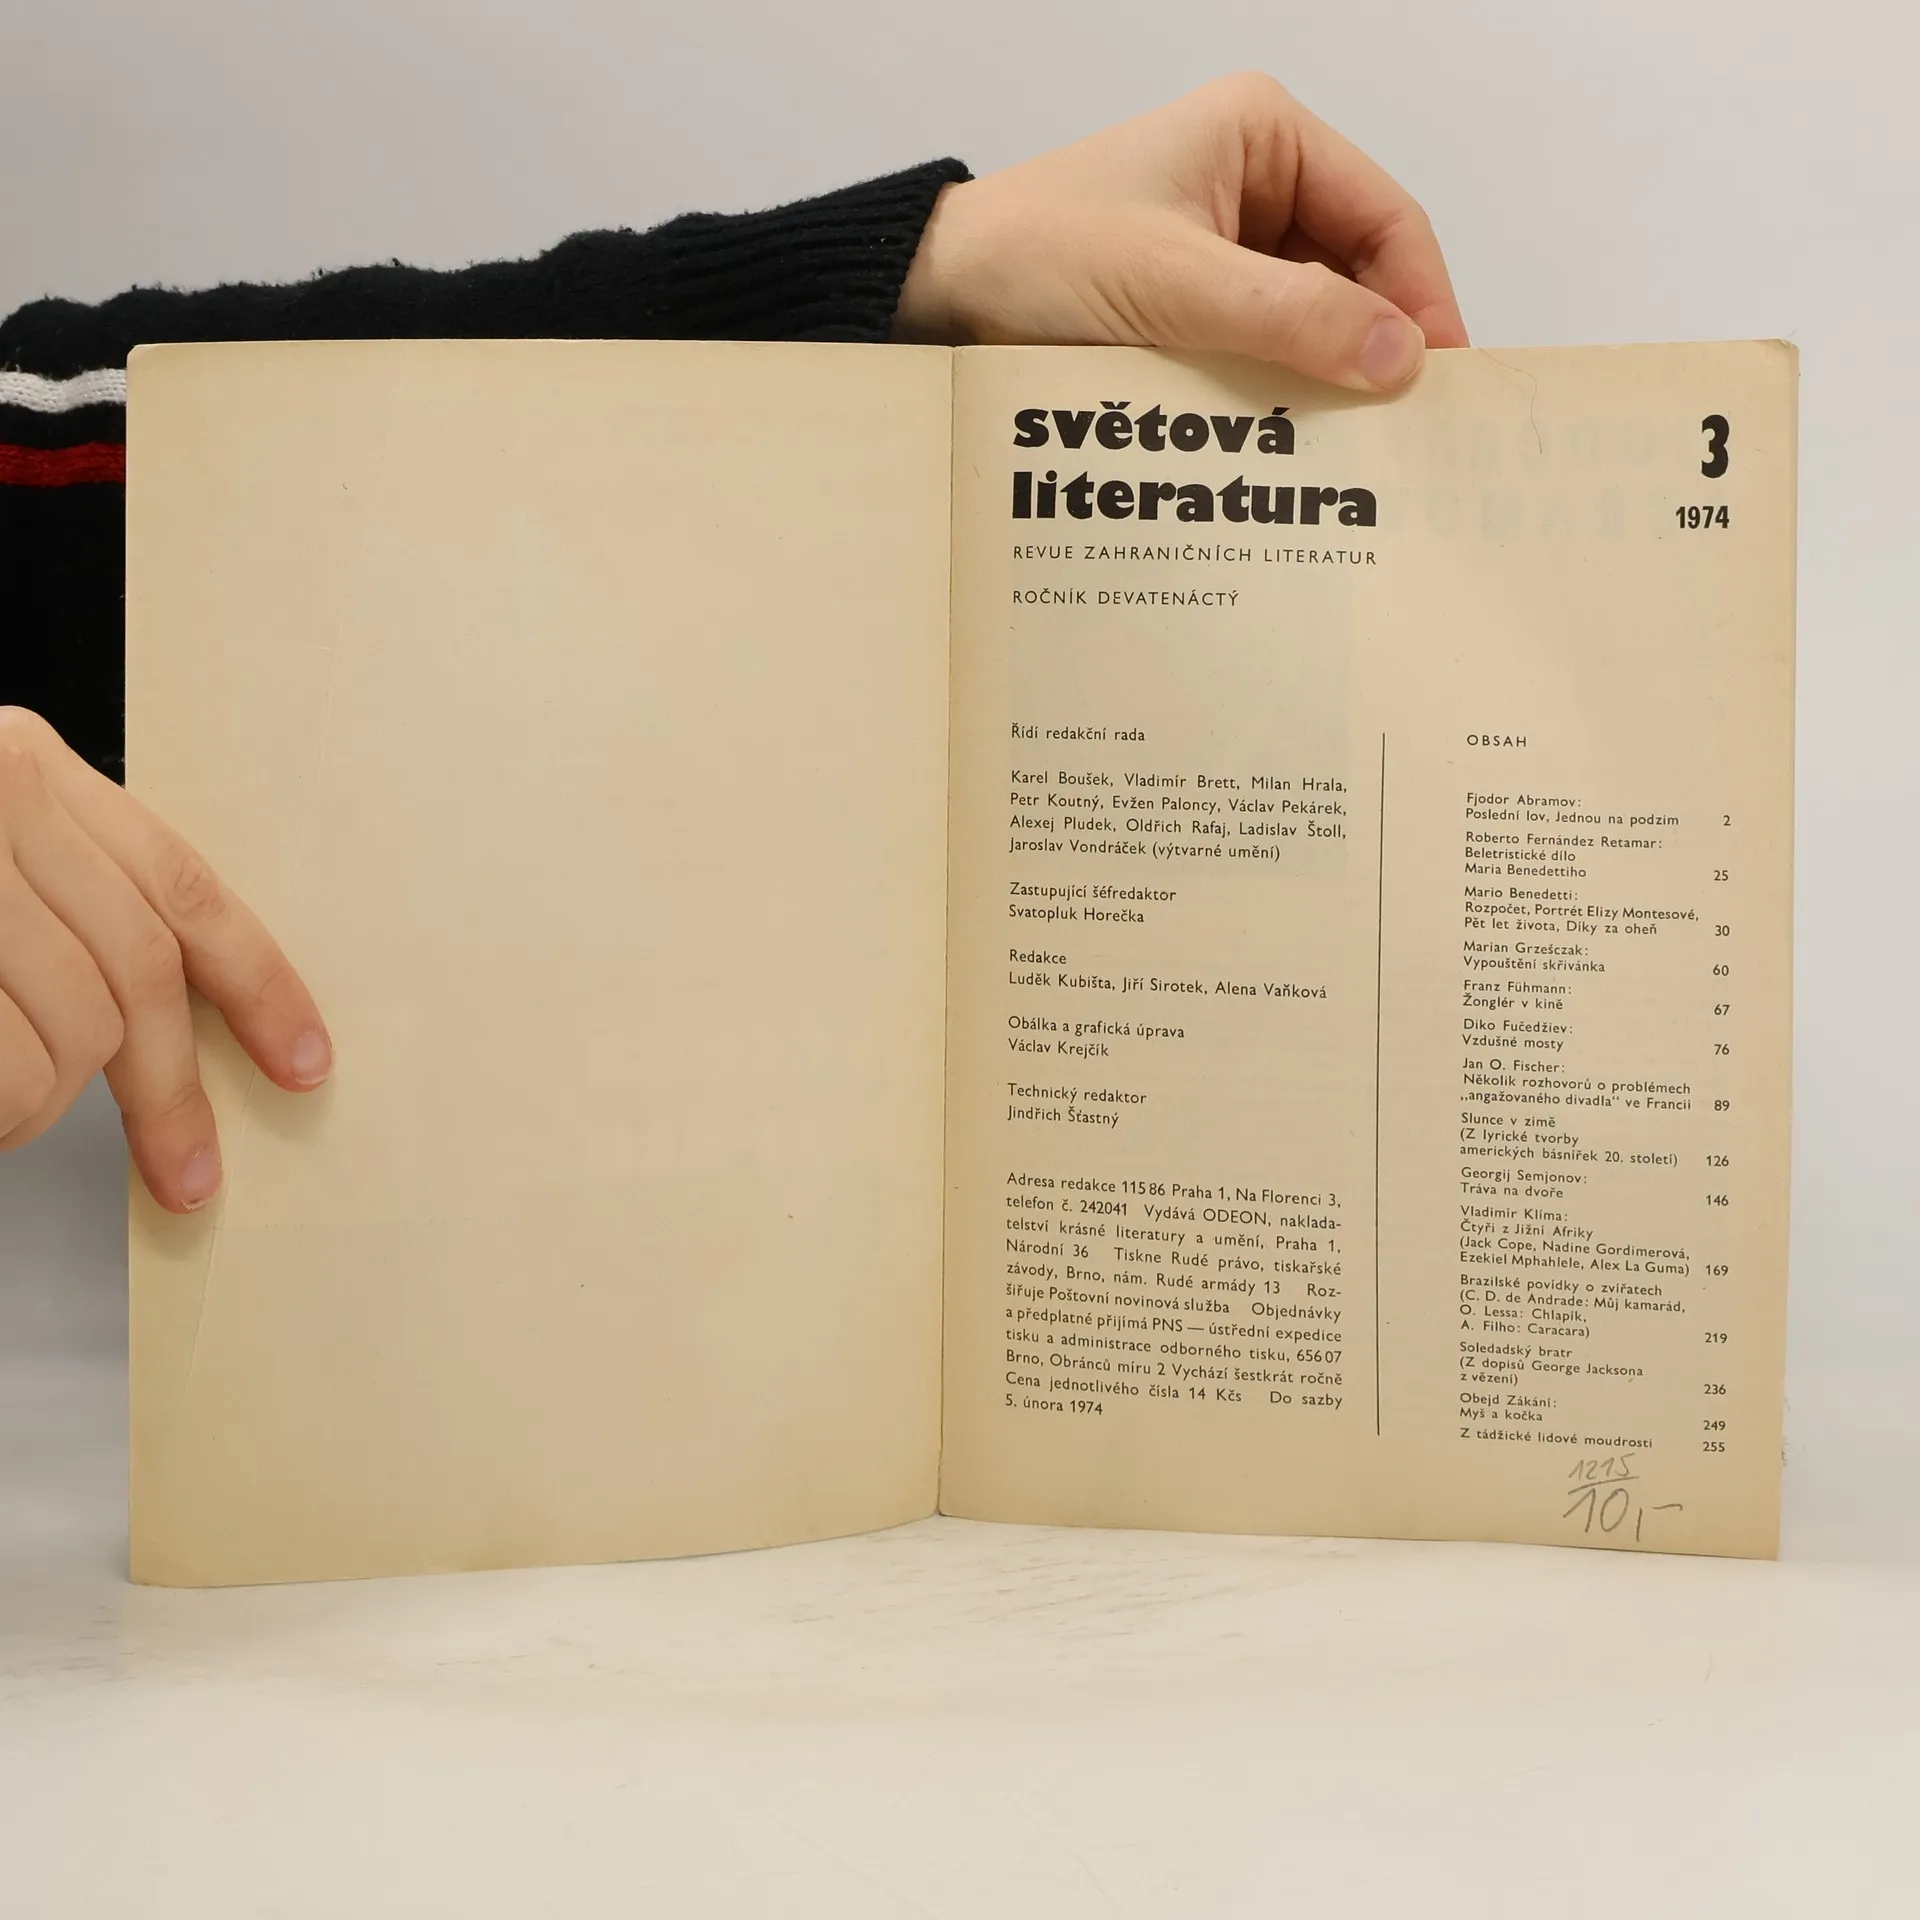 světová
literatura
3
1974
REVUE ZAHRANIČNÍCH LITERATUR
ROČNÍK DEVATENÁCTÝ
Řídí redakční rada
Karel Boušek, Vladimír Brett, Milan Hrala,
Petr Koutný, Evžen Paloncy, Václav Pekárek,
Alexej Pludek, Oldřich Rafaj, Ladislav Štoll,
Jaroslav Vondráček (výtvarné umění)
Zastupující šéfredaktor
Svatopluk Horečka
Redakce
Luděk Kubišta, Jiří Sirotek, Alena Vaňková
Obálka a grafická úprava
Václav Krejčík
Technický redaktor
Jindřich Šťastný
Adresa redakce 115 86 Praha 1, Na Florenci 3,
telefon č. 242041 Vydává ODEON, naklada-
telství krásné literatury a umění, Praha 1,
Národní 36 Tiskne Rudé právo, tiskařské
závody, Brno, nám. Rudé armády 13 Roz-
šiřuje Poštovní novinová služba Objednávky
a předplatné přijímá PNS — ústřední expedice
tisku a administrace odborného tisku, 656 07
Brno, Obránců míru 2 Vychází šestkrát ročně
Cena jednotlivého čísla 14 Kčs Do sazby
5. února 1974
OBSAH
Fjodor Abramov:
Poslední lov, Jednou na podzim 2
Roberto Fernández Retamar:
Beletristické dílo
Maria Benedettiho 25
Mario Benedetti:
Rozpočet, Portrét Elizy Montesové,
Pět let života, Díky za oheň 30
Marian Grześczak:
Vypouštění skřivánka 60
Franz Fühmann:
Žonglér v kině 67
Diko Fučedžiev:
Vzdušné mosty 76
Jan O. Fischer:
Několik rozhovorů o problémech
„angažovaného divadla" ve Francii 89
Slunce v zimě
(Z lyrické tvorby
amerických básnířek 20. století) 126
Georgij Semjonov:
Tráva na dvoře 146
Vladimír Klíma:
Čtyři z Jižní Afriky
(Jack Cope, Nadine Gordimerová,
Ezekiel Mphahlele, Alex La Guma) 169
Brazilské povídky o zvířatech
(C. D. de Andrade: Můj kamarád,
O. Lessa: Chlapík,
A. Filho: Caracara) 219
Soledadský bratr
(Z dopisů George Jacksona
z vězení) 236
Obejd Zákání:
Myš a kočka 249
Z tádžické lidové moudrosti 255
1215
10,-